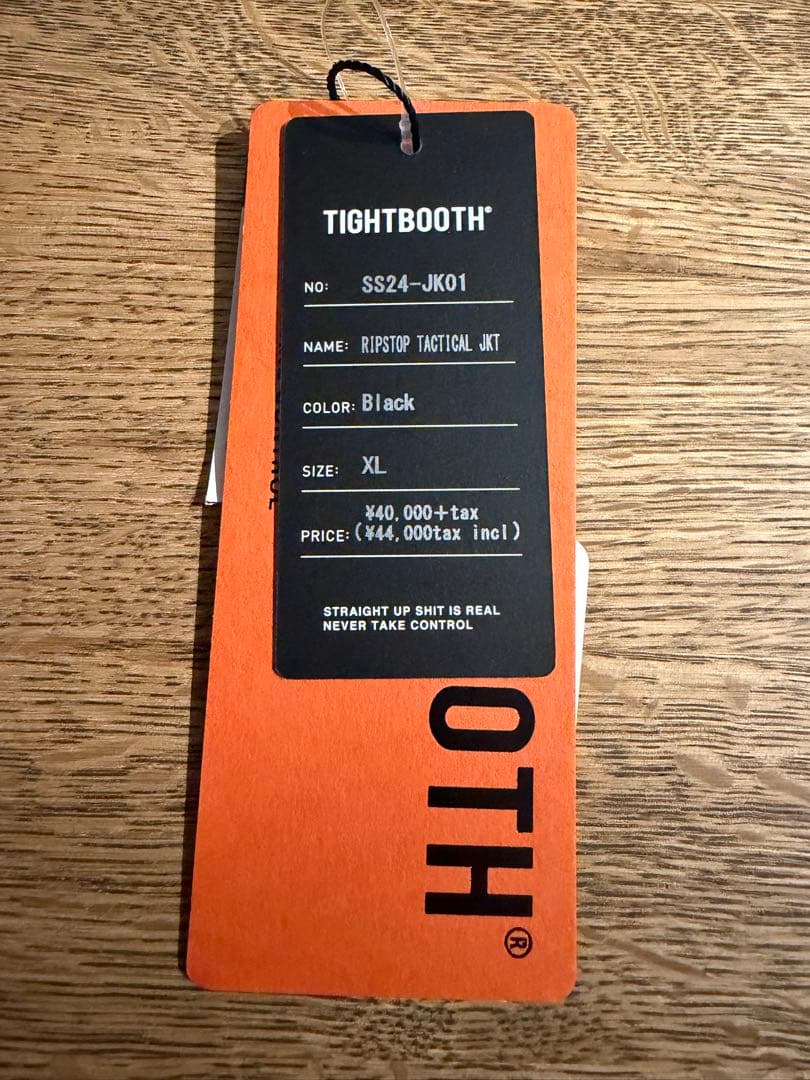 TIGHTBOOTH®
NO: SS24-JK01
NAME: RIPSTOP TACTICAL JKT
COLOR: Black
SIZE: XL
¥40,000+tax
PRICE: (¥44,000tax incl)
STRAIGHT UP SHIT IS REAL
NEVER TAKE CONTROL
OTH®